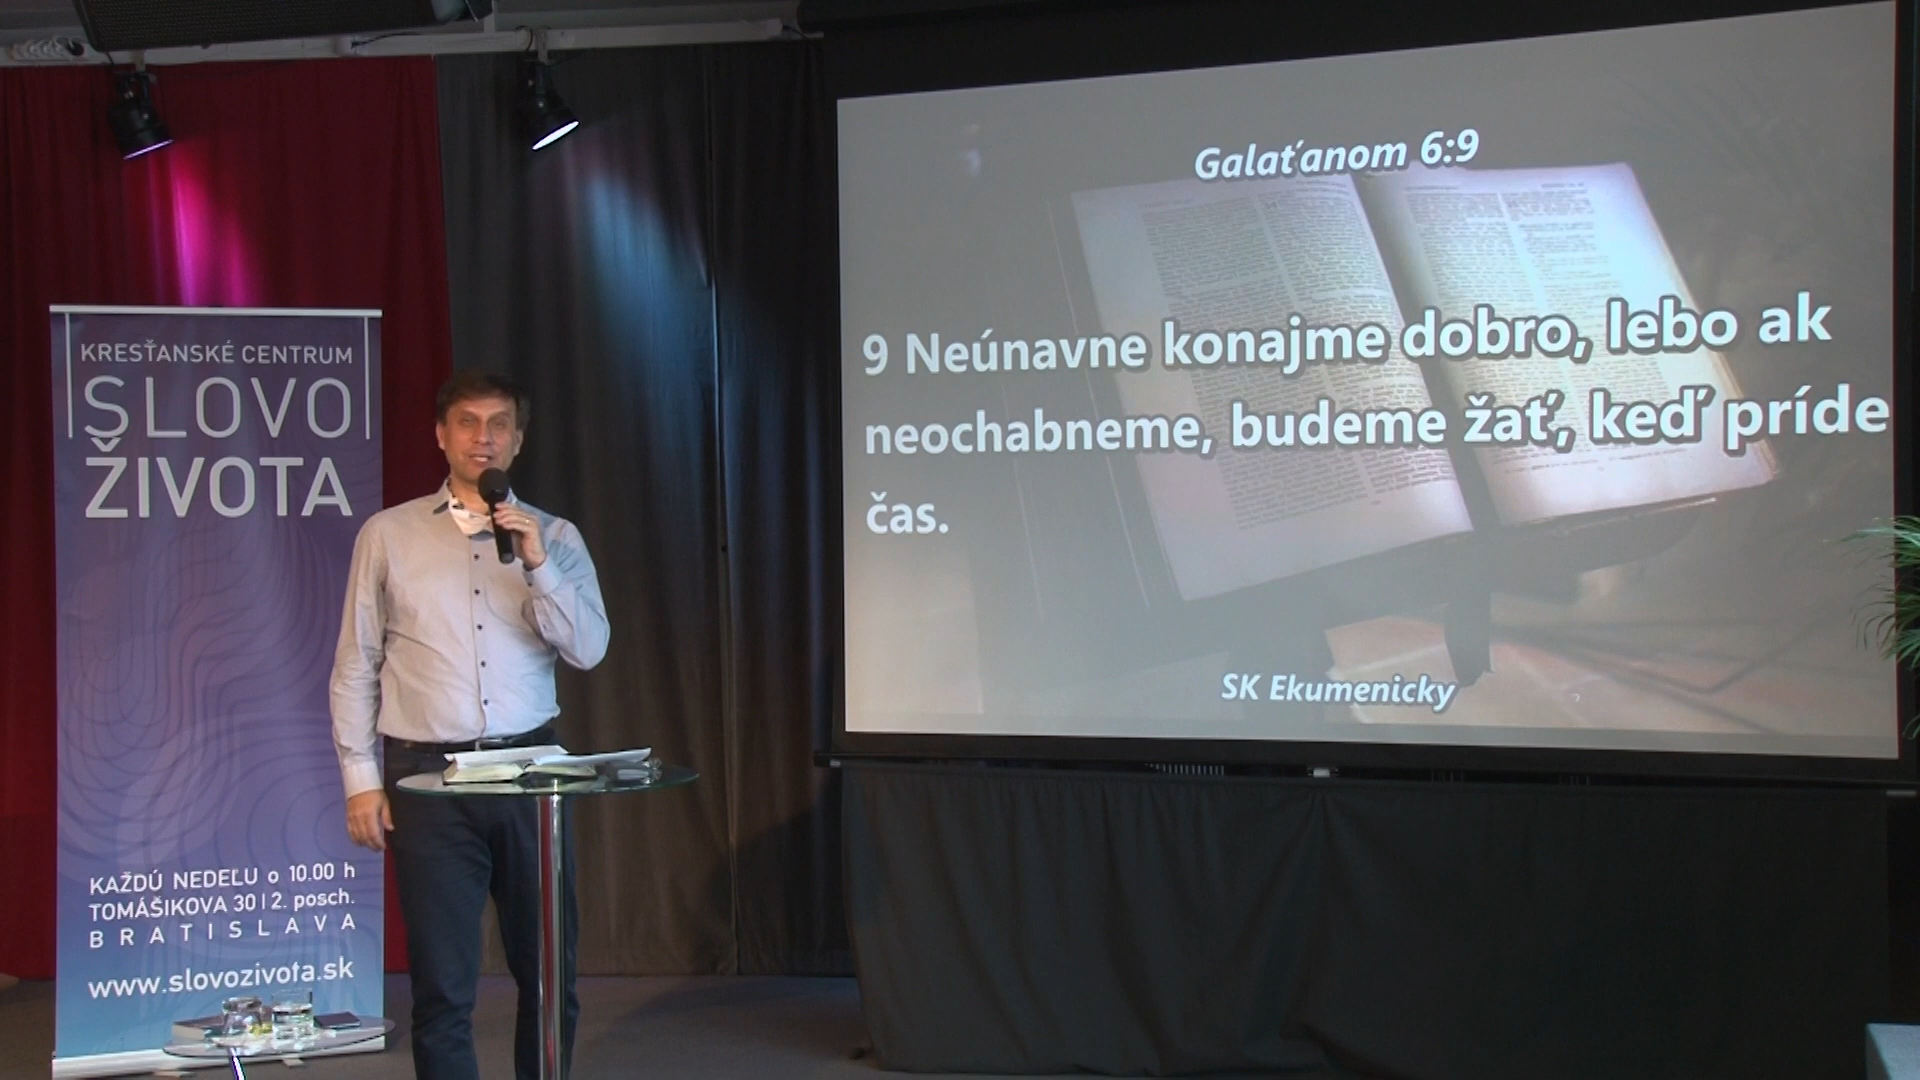 KRESŤANSKÉ CENTRUM
SLOVO
ŽIVOTA
KAŽDÚ NEDEĽU o 10.00 h
TOMÁŠIKOVA 30 | 2. posch.
BRATISLAVA
www.slovozivota.sk
Galaťanom 6:9
9 Neúnavne konajme dobro, lebo ak
neochabneme, budeme žať, keď príde
čas.
SK Ekumenicky